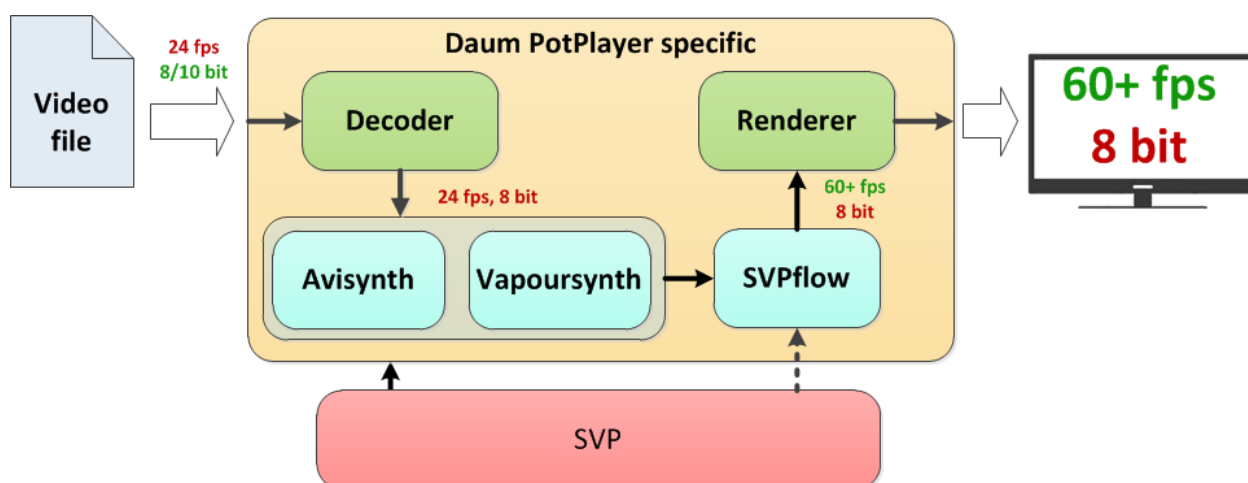 Daum PotPlayer specific
24 fps
8/10 bit
Video
file
Decoder
Renderer
60+ fps
8 bit
24 fps, 8 bit
60+ fps
8 bit
Avisynth
Vapoursynth
SVPflow
SVP